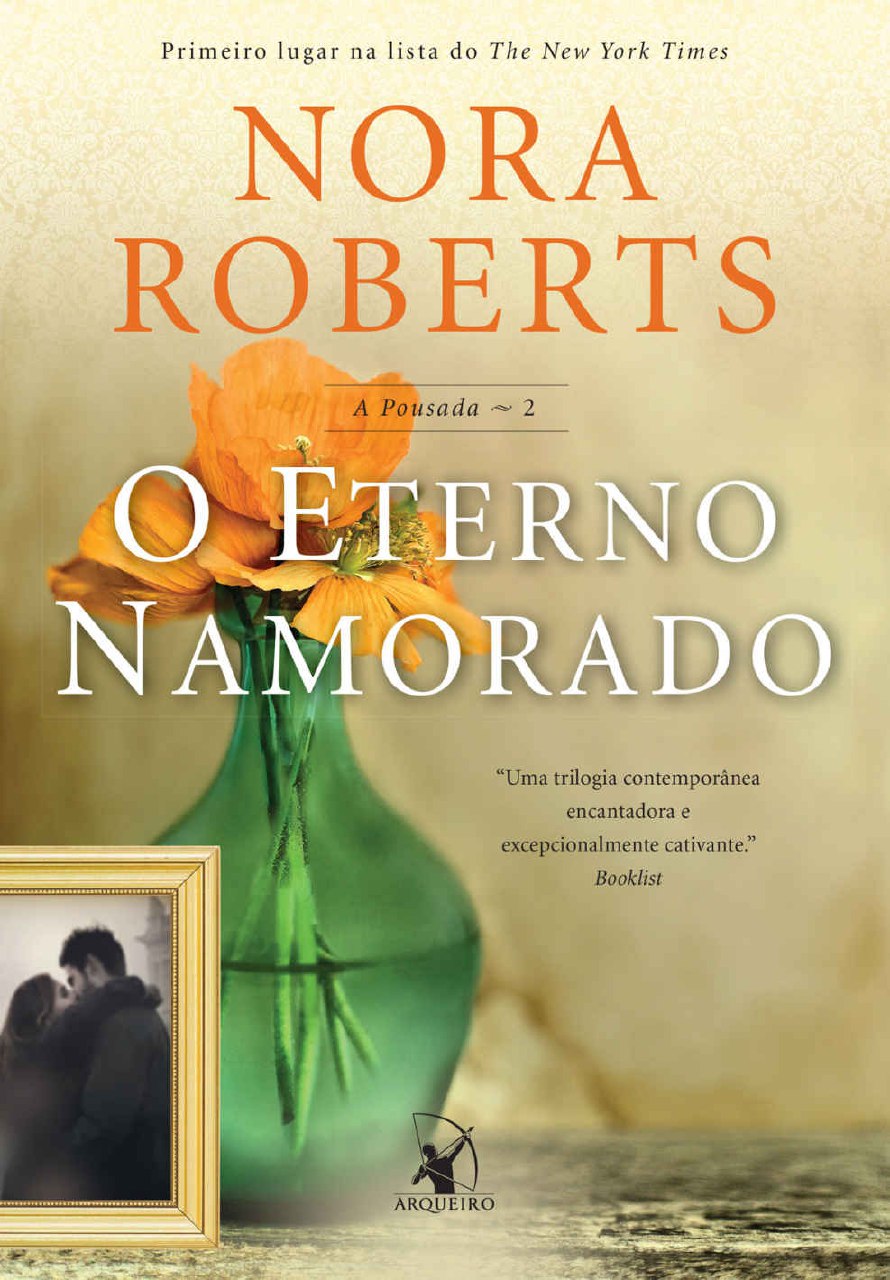 Primeiro lugar na lista do The New York Times
NORA
ROBERTS
A Pousada ~ 2
O ETERNO
NAMORADO
“Uma trilogia contemporânea
encantadora e
excepcionalmente cativante.”
Booklist
ARQUEIRO